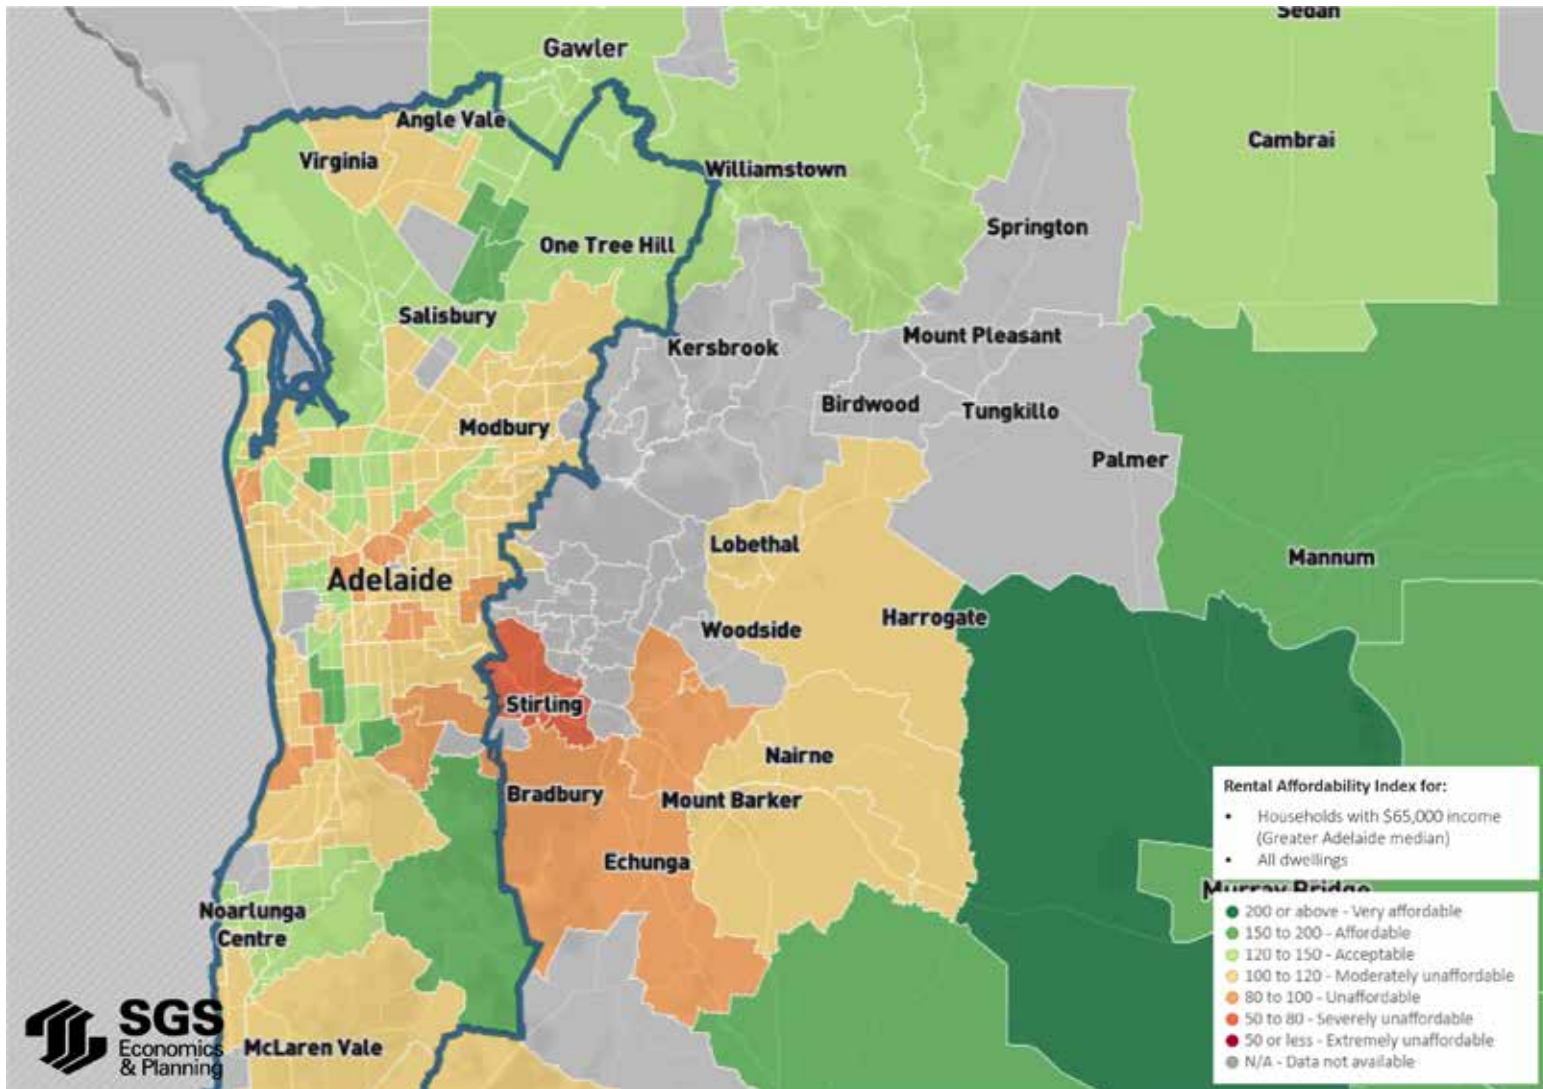 Sedan
Gawler
Angle Vale
Cambrai
Virginia
Williamstown
Springton
One Tree Hill
Salisbury
Mount Pleasant
Kersbrook
Birdwood
Tungkillo
Modbury
Palmer
Lobethal
Mannum
Adelaide
Harrogate
Woodside
Stirling
Nairne
Bradbury
Mount Barker
Echunga
Murray Bridge
Noarlunga
Centre
McLaren Vale
SGS
Economics
& Planning
Rental Affordability Index for:
• Households with $65,000 income
(Greater Adelaide median)
• All dwellings
200 or above - Very affordable
150 to 200 - Affordable
120 to 150 - Acceptable
100 to 120 - Moderately unaffordable
80 to 100 - Unaffordable
50 to 80 - Severely unaffordable
50 or less - Extremely unaffordable
N/A - Data not available